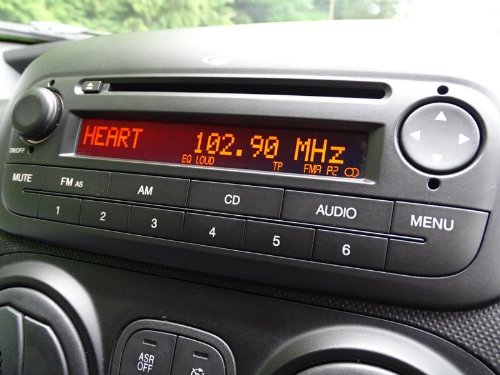 HEART 102.90 MHz
EQ LOUD TP FMA P2
ON/OFF
MUTE FM AS AM CD AUDIO MENU
1 2 3 4 5 6
ASR OFF